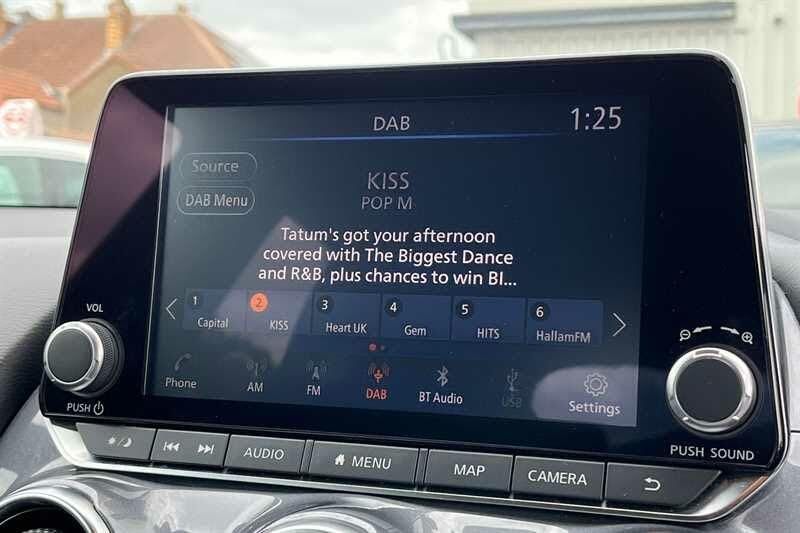 DAB
1:25
Source
DAB Menu
KISS
POP M
Tatum's got your afternoon
covered with The Biggest Dance
and R&B, plus chances to win BI...
1 Capital
2 KISS
3 Heart UK
4 Gem
5 HITS
6 HallamFM
Phone
AM
FM
DAB
BT Audio
USB
Settings
VOL
PUSH
PUSH SOUND
AUDIO
MENU
MAP
CAMERA